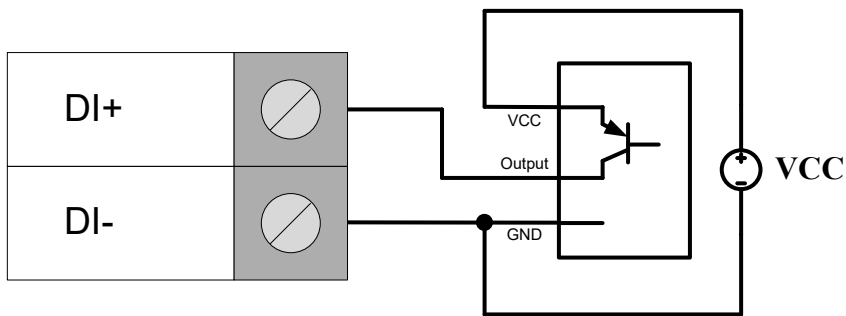 DI+
VCC
Output
VCC
DI-
GND